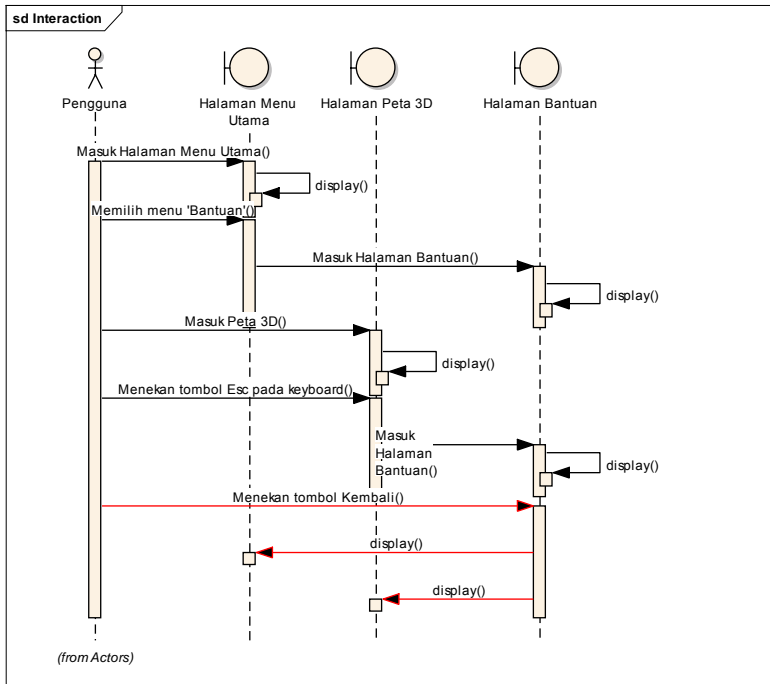 sd Interaction
Pengguna
Halaman Menu
Utama
Halaman Peta 3D
Halaman Bantuan
Masuk Halaman Menu Utama()
display()
Memilih menu 'Bantuan'()
Masuk Halaman Bantuan()
display()
Masuk Peta 3D()
display()
Menekan tombol Esc pada keyboard()
Masuk
Halaman
Bantuan()
display()
Menekan tombol Kembali()
display()
display()
(from Actors)